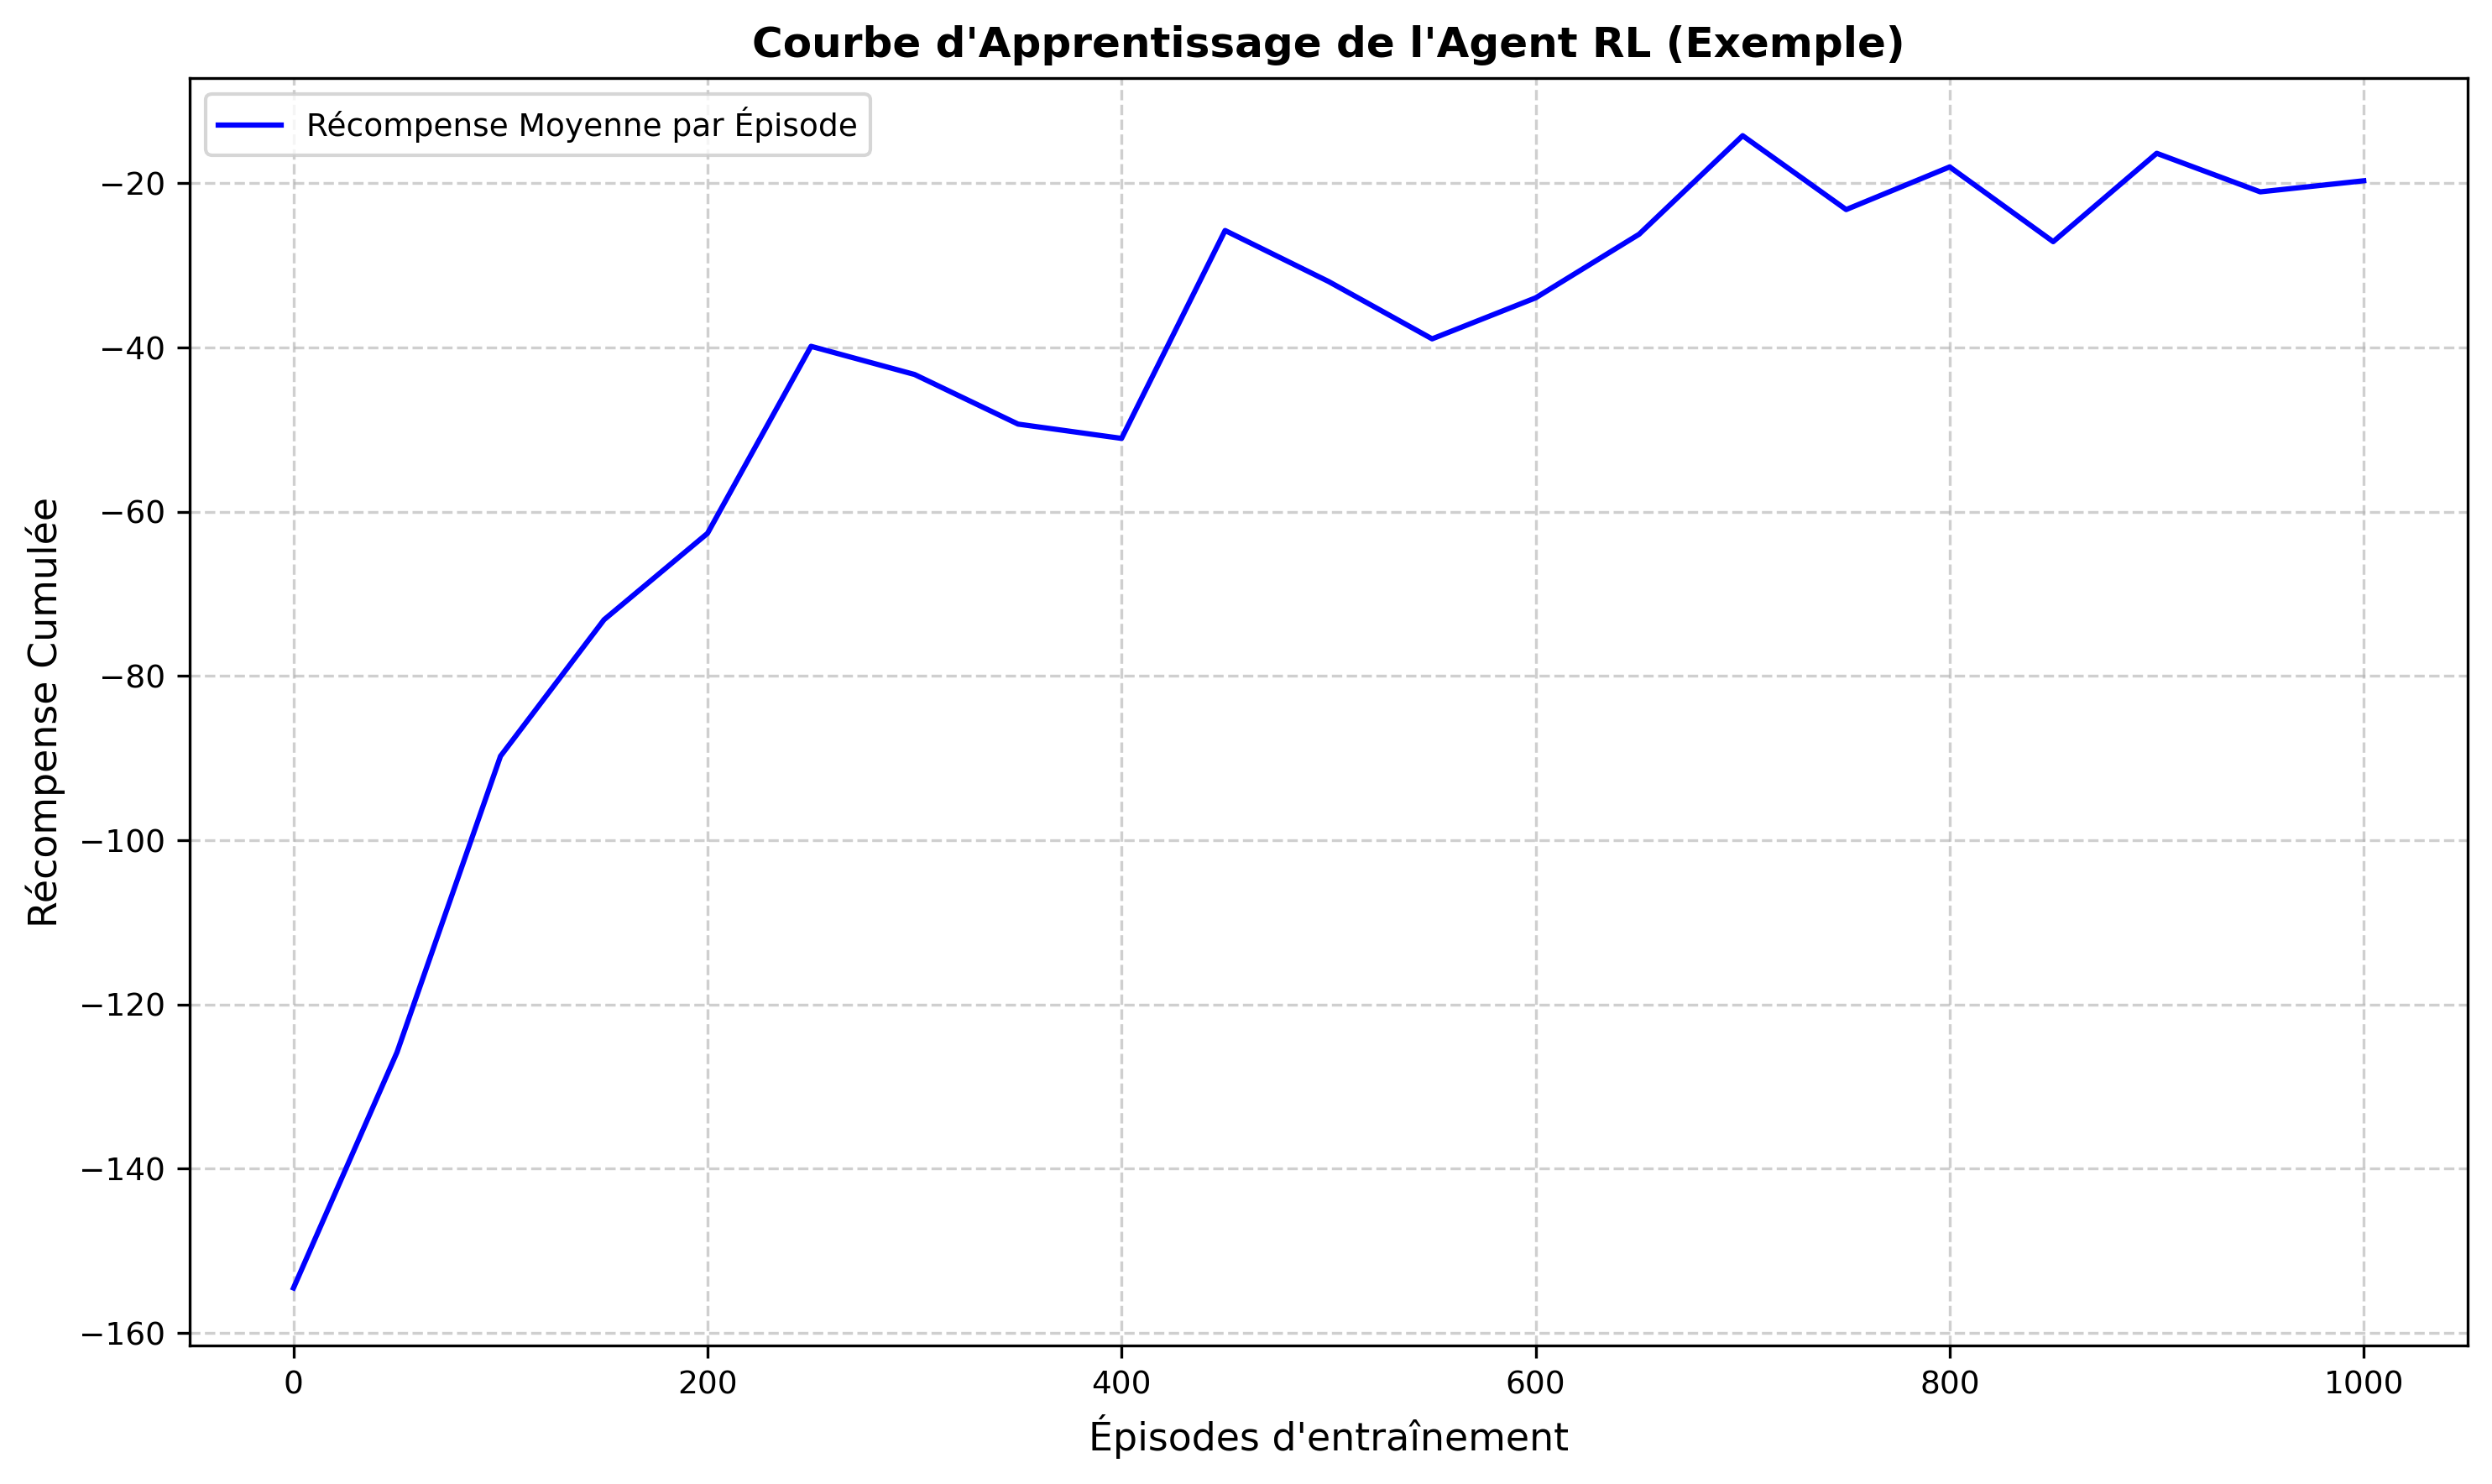 Courbe d'Apprentissage de l'Agent RL (Exemple)
Récompense Moyenne par Épisode
Récompense Cumulée
−20
−40
−60
−80
−100
−120
−140
−160
0 200 400 600 800 1000
Épisodes d'entraînement